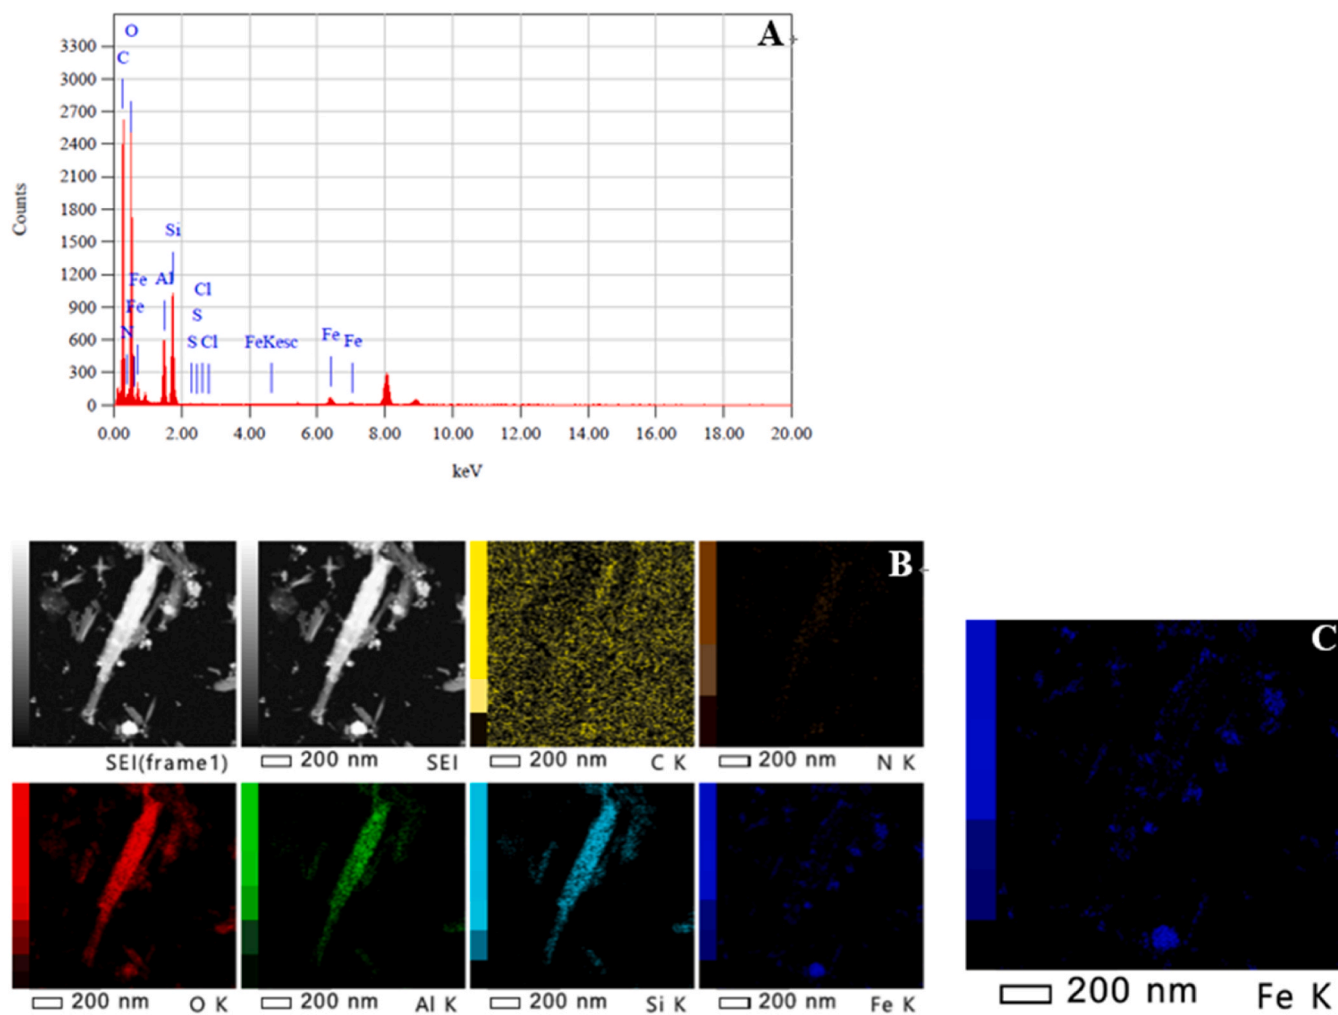 A
O
3300
C
3000
2700
2400
2100
1800
Si
1500
Fe Al
1200
Cl
Fe
900
S
N
600
S Cl FeKesc Fe Fe
300
0
0.00 2.00 4.00 6.00 8.00 10.00 12.00 14.00 16.00 18.00 20.00
keV
Counts
B
SEI(frame1)
200 nm SEI
200 nm C K
200 nm N K
200 nm O K
200 nm Al K
200 nm Si K
200 nm Fe K
C
200 nm Fe K